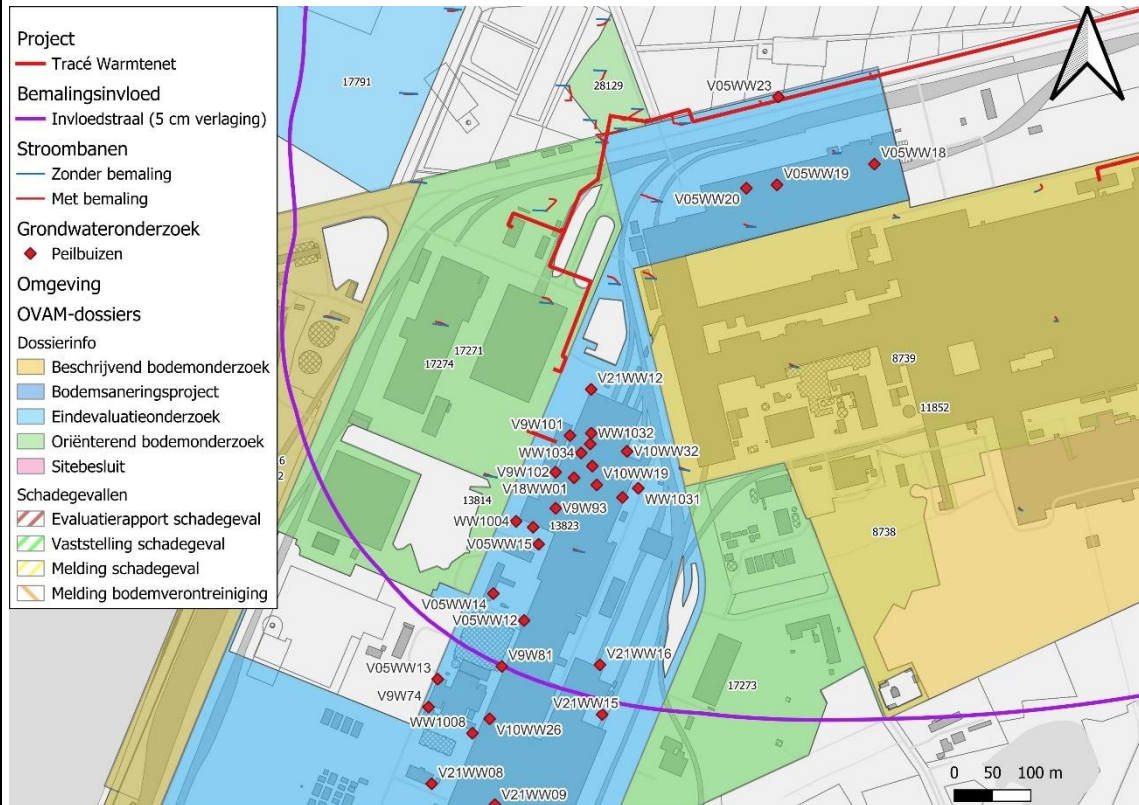 Project
Tracé Warmtenet
Bemalingsinvloed
Invloedstraal (5 cm verlaging)
Stroombanen
Zonder bemaling
Met bemaling
Grondwateronderzoek
Peilbuizen
Omgeving
OVAM-dossiers
Dossierinfo
Beschrijvend bodemonderzoek
Bodemsaneringsproject
Eindevaluatieonderzoek
Oriënterend bodemonderzoek
Sitebesluit
Schadegevallen
Evaluatierapport schadegeval
Vaststelling schadegeval
Melding schadegeval
Melding bodemverontreiniging
17791
28129
V05WW23
V05WW18
V05WW19
V05WW20
17271
17274
8739
11852
V21WW12
V9W101
WW1032
WW1034
V10WW32
V9W102
V10WW19
V18WW01
WW1031
13814
V9W93
WW1004
13823
V05WW15
8738
V05WW14
V05WW12
V9W81
V21WW16
V05WW13
17273
V9W74
V21WW15
WW1008
V10WW26
V21WW08
V21WW09
0 50 100 m